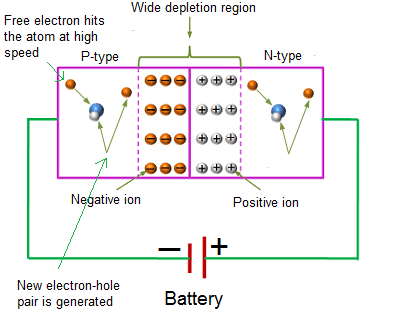 Wide depletion region
Free electron hits
the atom at high
speed
P-type
N-type
Negative ion
Positive ion
− +
New electron-hole
pair is generated
Battery